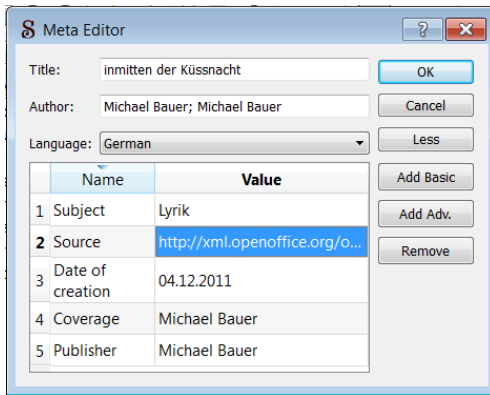 Meta Editor
Title: inmitten der Küssnacht OK
Author: Michael Bauer; Michael Bauer Cancel
Language: German Less
Name Value Add Basic
1 Subject Lyrik Add Adv.
2 Source http://xml.openoffice.org/o... Remove
3 Date of
creation 04.12.2011
4 Coverage Michael Bauer
5 Publisher Michael Bauer